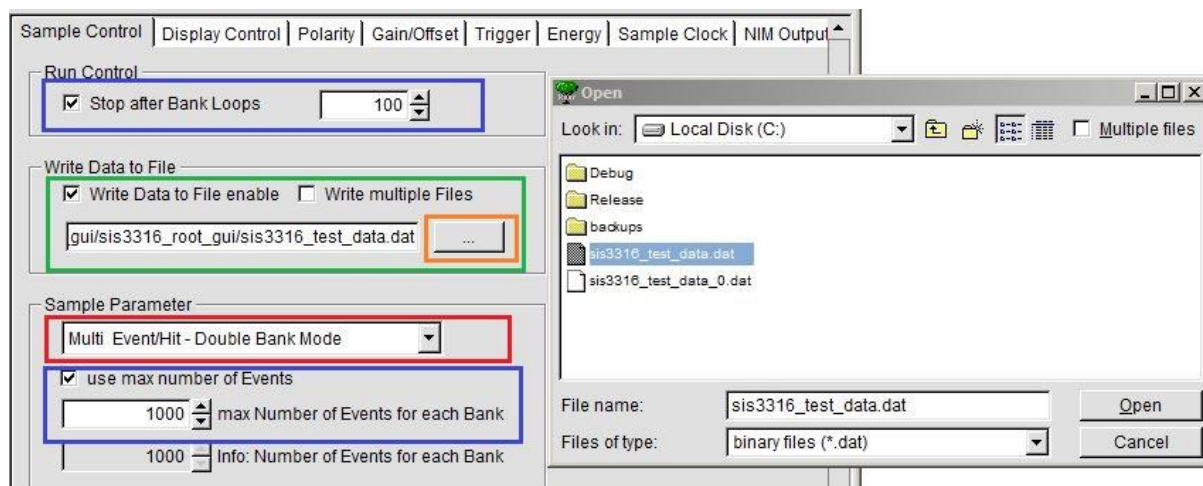 Sample Control Display Control Polarity Gain/Offset Trigger Energy Sample Clock NIM Output
Run Control
Stop after Bank Loops 100
Write Data to File
Write Data to File enable Write multiple Files
gui/sis3316_root_gui/sis3316_test_data.dat ...
Sample Parameter
Multi Event/Hit - Double Bank Mode
use max number of Events
1000 max Number of Events for each Bank
1000 Info: Number of Events for each Bank
Open
Look in: Local Disk (C:) Multiple files
Debug
Release
backups
sis3316_test_data.dat
sis3316_test_data_0.dat
File name: sis3316_test_data.dat Open
Files of type: binary files (*.dat) Cancel